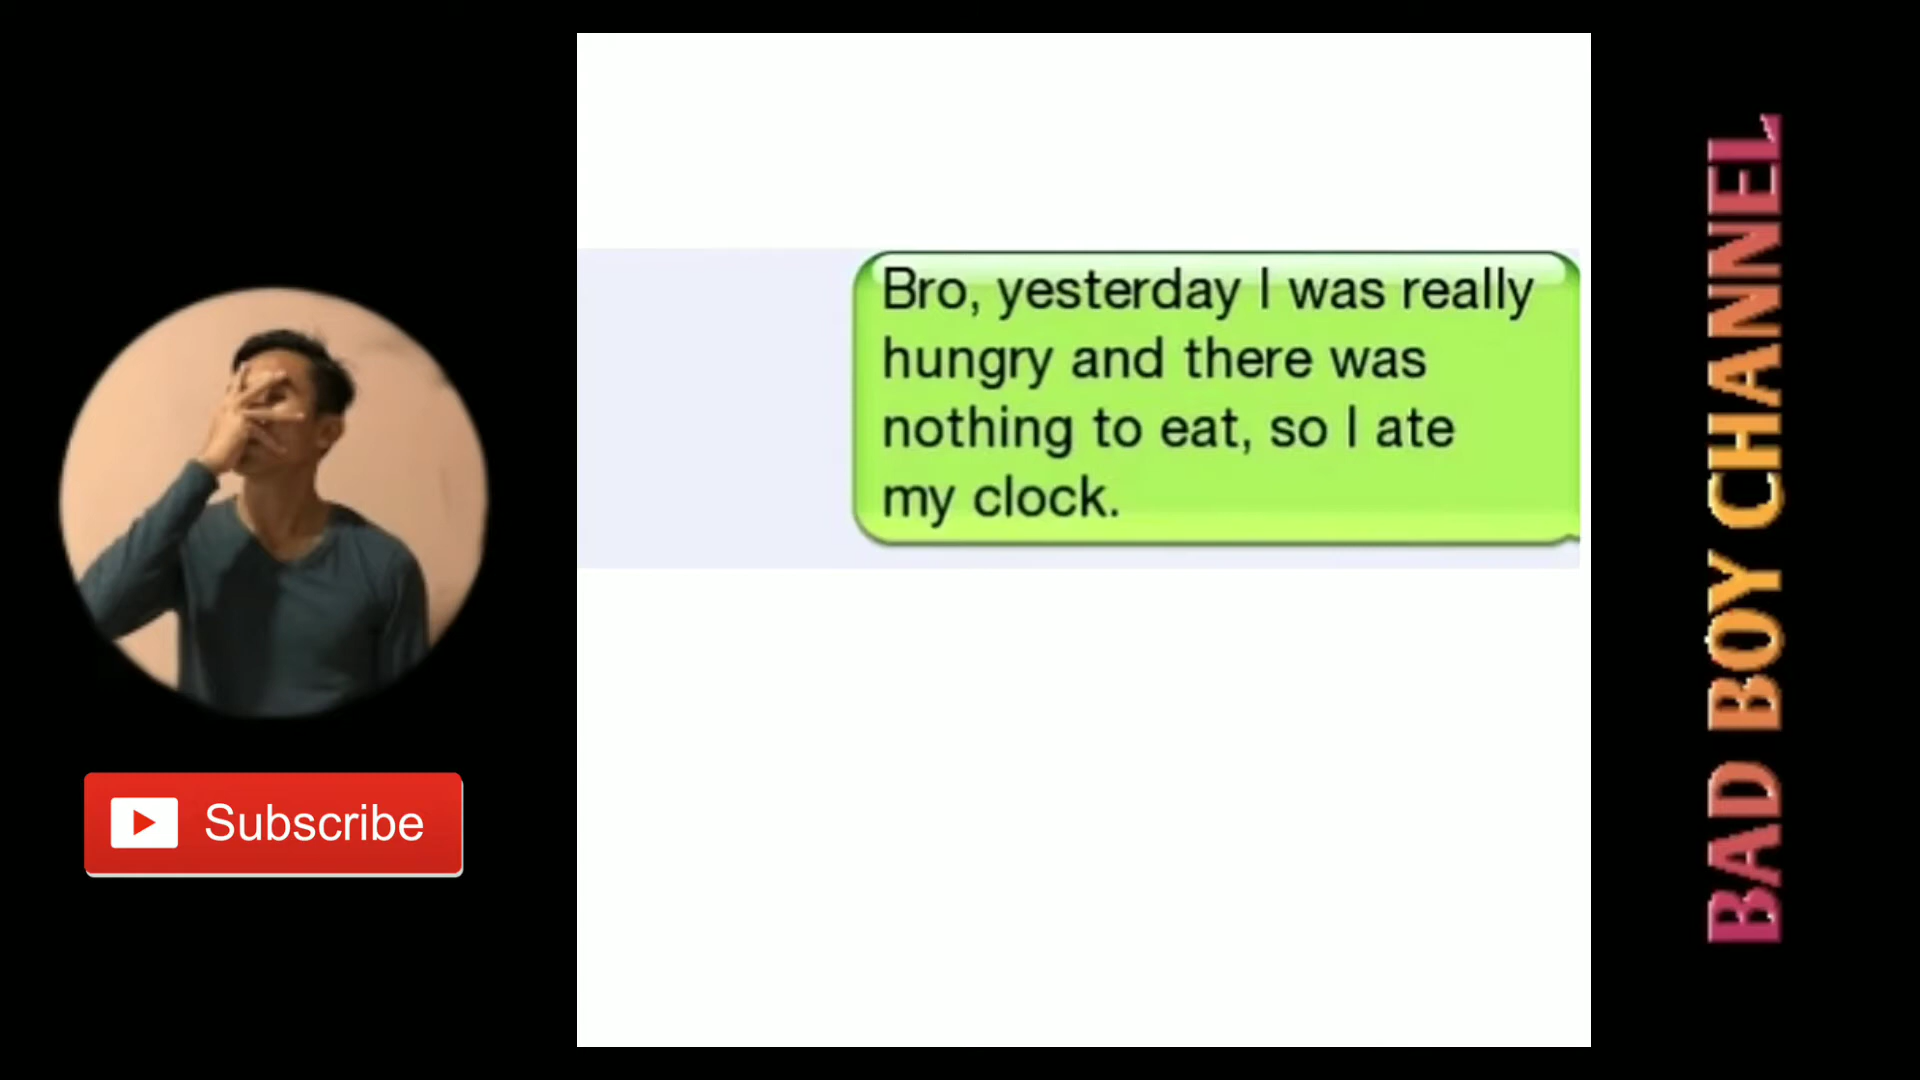 Bro, yesterday I was really
hungry and there was
nothing to eat, so I ate
my clock.
Subscribe
BAD BOY CHANNEL